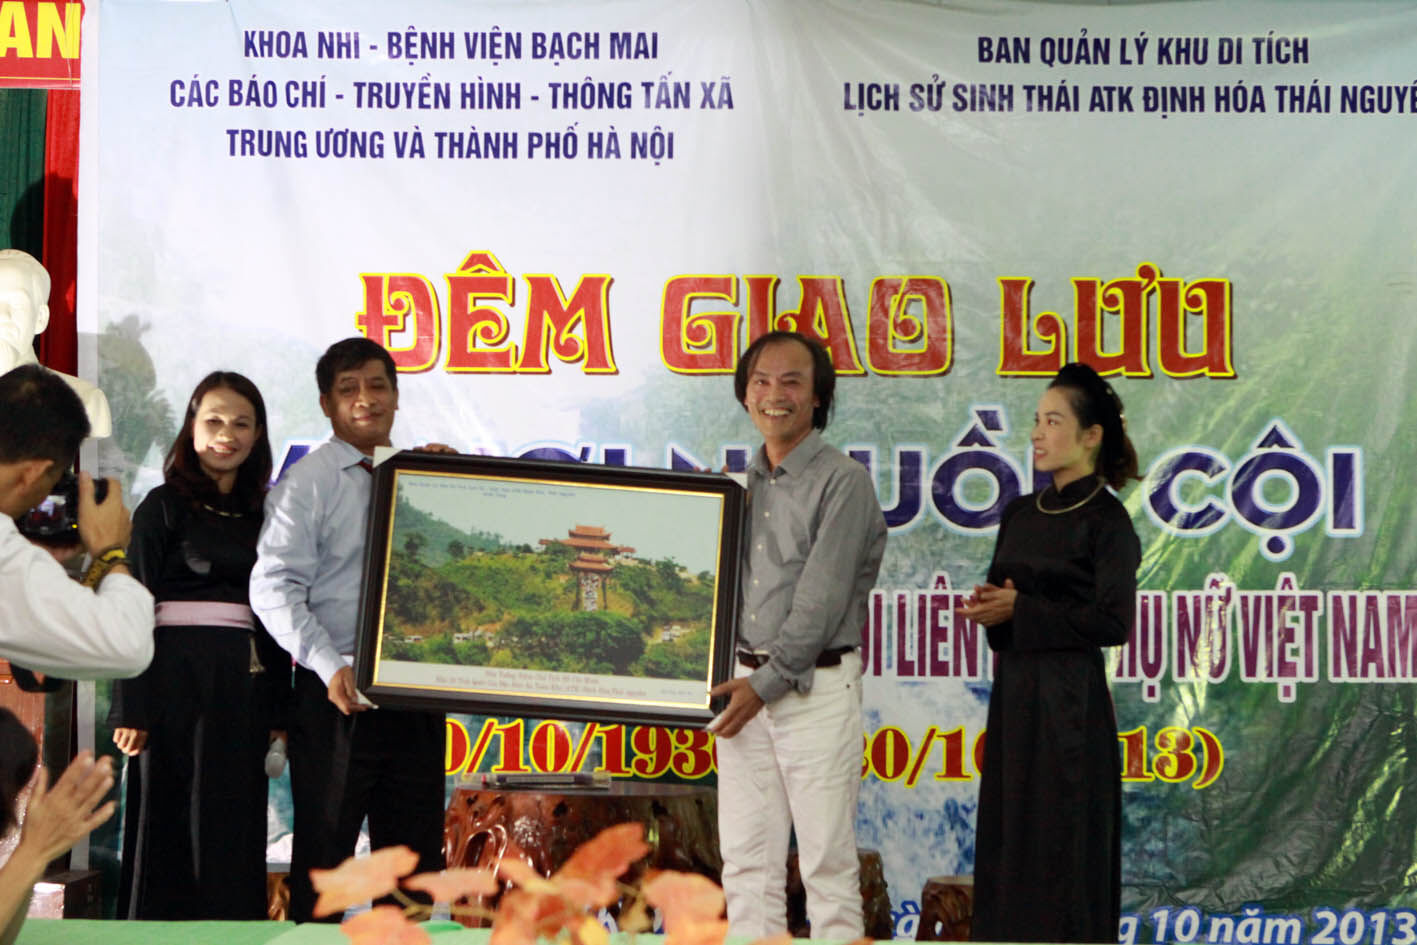 AN
KHOA NHI - BỆNH VIỆN BẠCH MAI
CÁC BÁO CHÍ - TRUYỀN HÌNH - THÔNG TẤN XÃ
TRUNG ƯƠNG VÀ THÀNH PHỐ HÀ NỘI
BAN QUẢN LÝ KHU DI TÍCH
LỊCH SỬ SINH THÁI ATK ĐỊNH HÓA THÁI NGUYÊ
ĐÊM GIAO LƯU
CỘI
LIÊN PHỤ NỮ VIỆT NAM
0/10/1930 20/10 13)
10 năm 2013